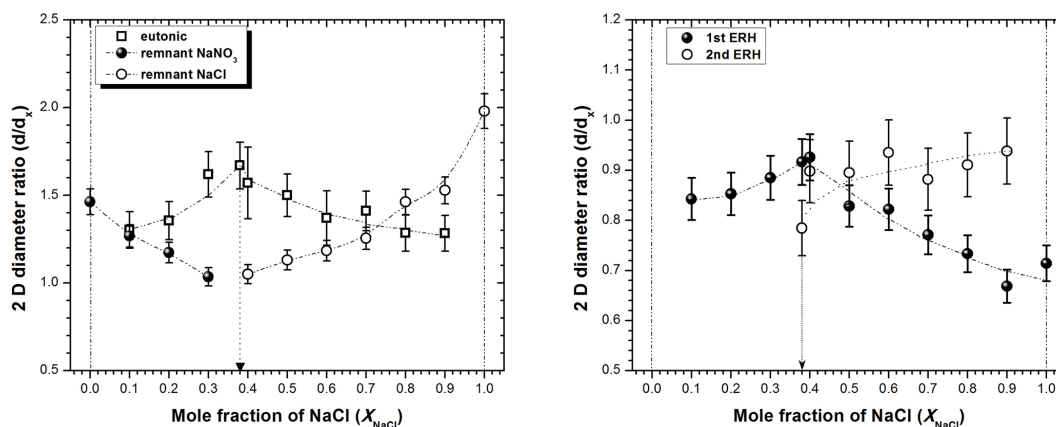 2.5
2.0
1.5
1.0
0.5
2 D diameter ratio (d/dₓ)
eutonic
remnant NaNO₃
remnant NaCl
0.0 0.1 0.2 0.3 0.4 0.5 0.6 0.7 0.8 0.9 1.0
Mole fraction of NaCl (X_NaCl)
1.2
1.1
1.0
0.9
0.8
0.7
0.6
0.5
2 D diameter ratio (d/dₓ)
1st ERH
2nd ERH
0.0 0.1 0.2 0.3 0.4 0.5 0.6 0.7 0.8 0.9 1.0
Mole fraction of NaCl (X_NaCl)